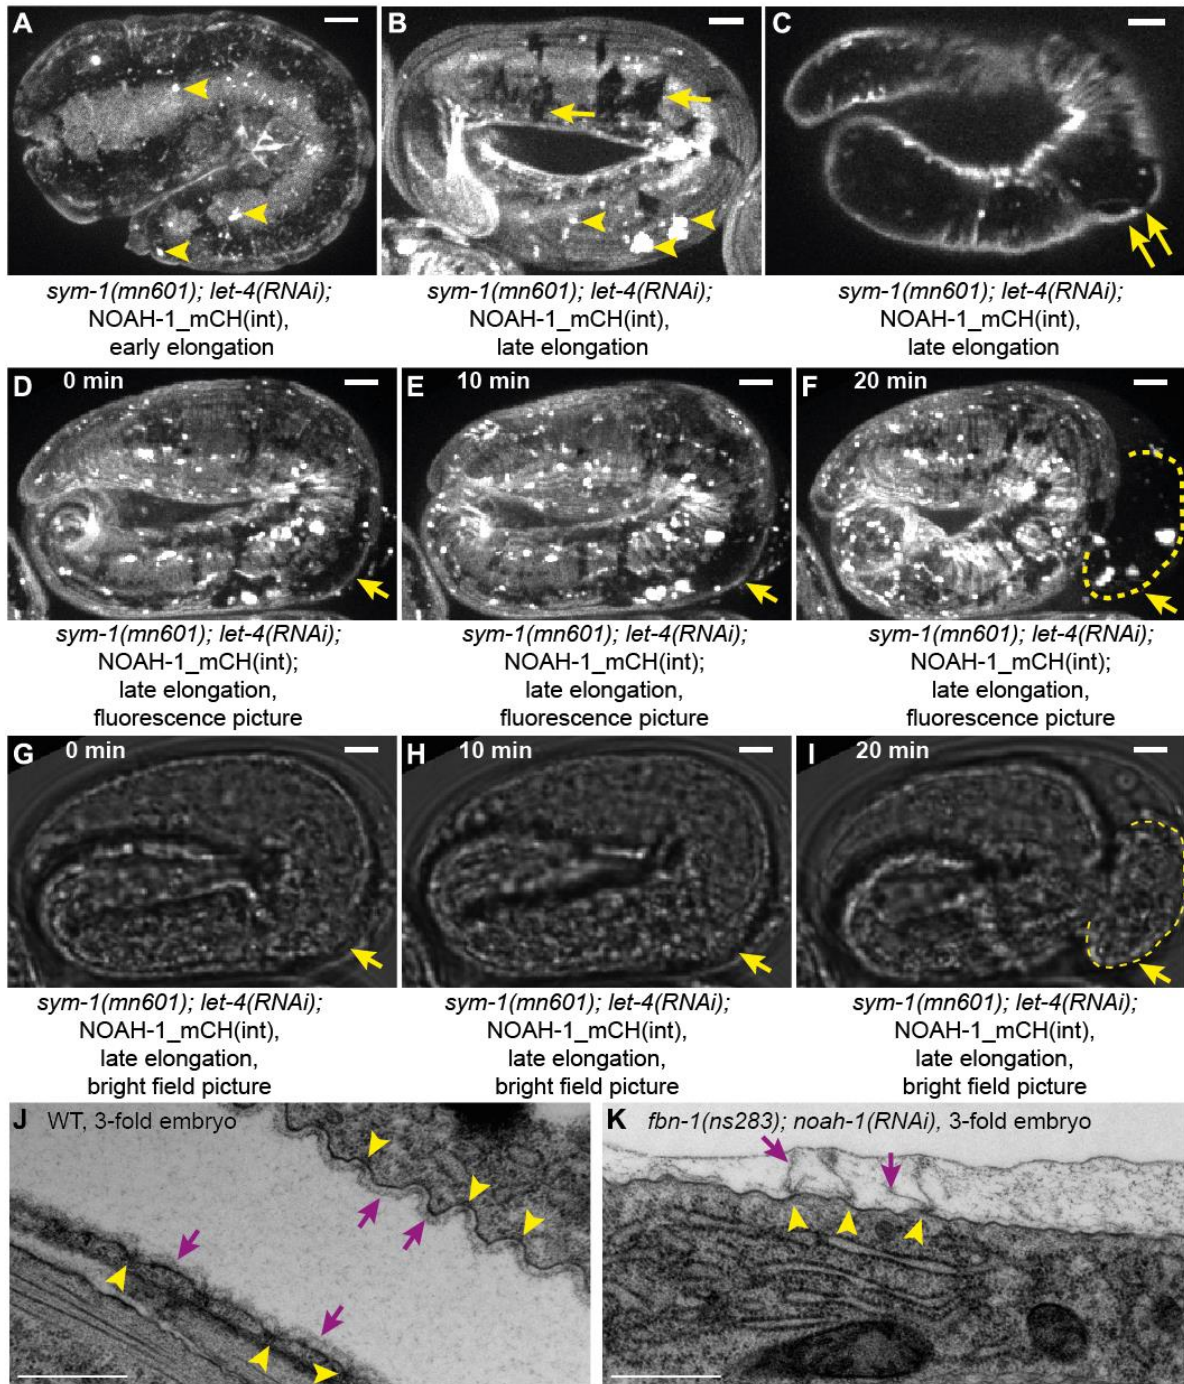 A
B
C
sym-1(mn601); let-4(RNAi);
NOAH-1_mCH(int),
early elongation
sym-1(mn601); let-4(RNAi);
NOAH-1_mCH(int),
late elongation
sym-1(mn601); let-4(RNAi);
NOAH-1_mCH(int),
late elongation
D 0 min
E 10 min
F 20 min
sym-1(mn601); let-4(RNAi);
NOAH-1_mCH(int);
late elongation,
fluorescence picture
sym-1(mn601); let-4(RNAi);
NOAH-1_mCH(int);
late elongation,
fluorescence picture
sym-1(mn601); let-4(RNAi);
NOAH-1_mCH(int);
late elongation,
fluorescence picture
G 0 min
H 10 min
I 20 min
sym-1(mn601); let-4(RNAi);
NOAH-1_mCH(int),
late elongation,
bright field picture
sym-1(mn601); let-4(RNAi);
NOAH-1_mCH(int),
late elongation,
bright field picture
sym-1(mn601); let-4(RNAi);
NOAH-1_mCH(int),
late elongation,
bright field picture
J WT, 3-fold embryo
K fbn-1(ns283); noah-1(RNAi), 3-fold embryo